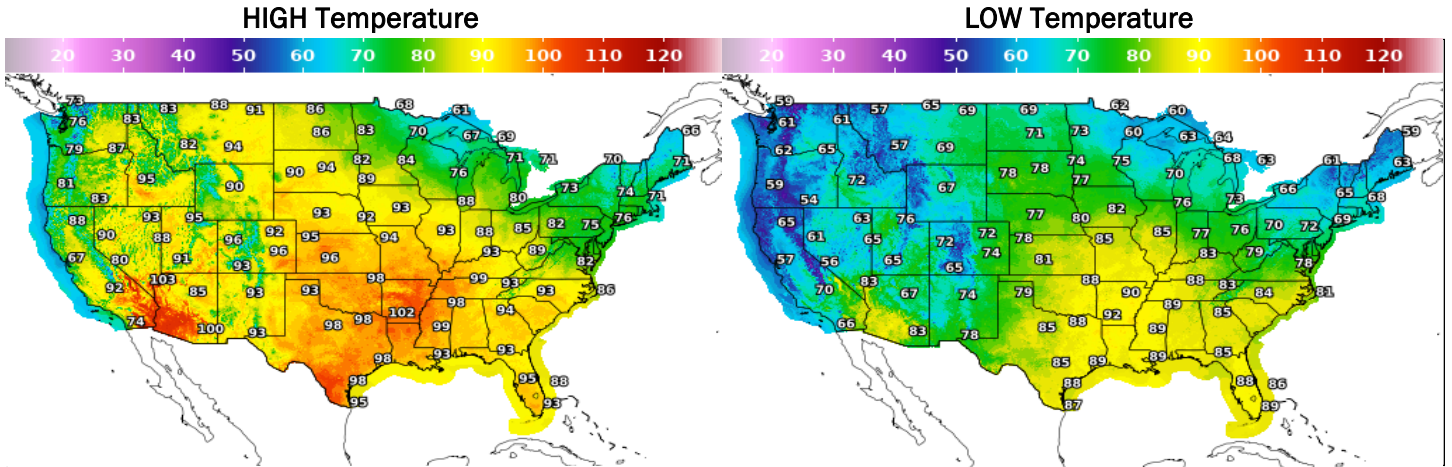 HIGH Temperature LOW Temperature
20 30 40 50 60 70 80 90 100 110 120 20 30 40 50 60 70 80 90 100 110 120
73 83 88 91 86 68 61 59 57 65 69 69 62 60
76 83 82 94 86 83 70 67 69 66 61 61 57 69 71 73 60 63 64 59
79 87 95 90 90 94 82 84 89 76 71 71 70 71 62 65 72 67 78 78 74 75 77 70 68 63 61 63
81 83 93 92 93 88 80 73 74 71 59 54 77 80 82 76 73 66 65 68
88 93 95 92 95 94 93 88 85 82 75 76 65 63 76 72 78 85 85 77 76 70 72 69
90 88 96 96 96 93 89 82 61 65 72 74 81 83 79 78
67 80 91 93 98 99 93 93 86 57 56 65 65 88 88 83 84 81
92 103 85 93 93 98 94 70 83 67 74 79 90 89 85
74 100 93 98 98 102 99 66 83 78 85 88 92 89
98 93 93 85 89 89 85
98 95 88 88 88 86
95 93 87 89